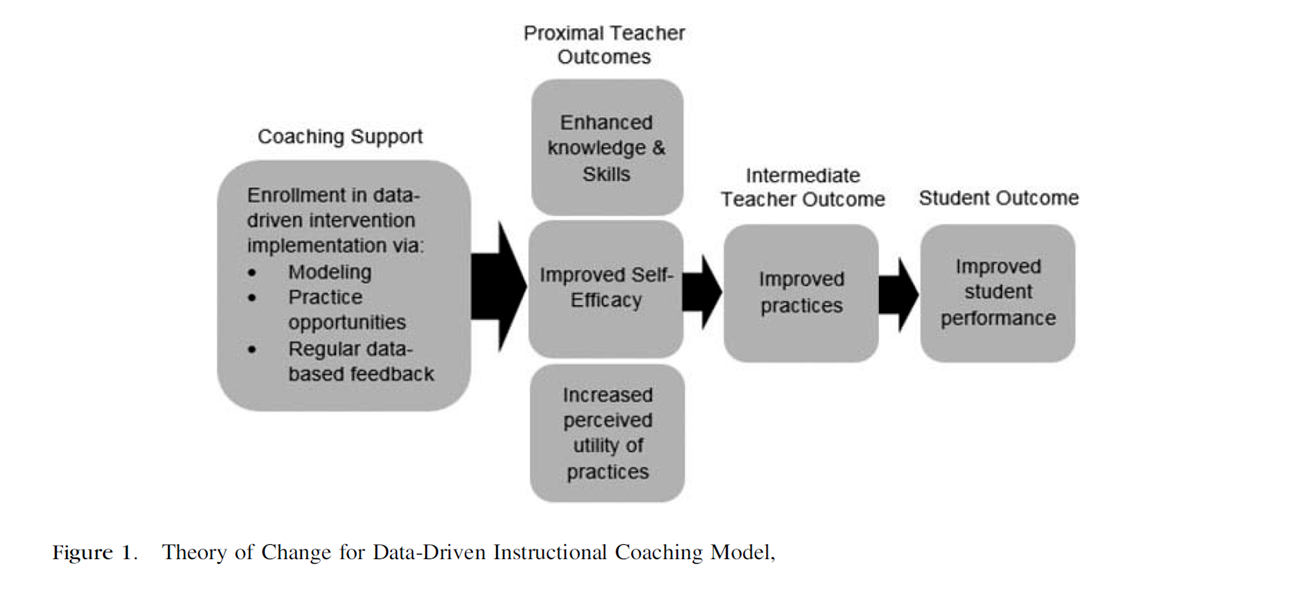 Proximal Teacher
Outcomes
Enhanced
knowledge &
Skills
Coaching Support
Enrollment in data-
driven intervention
implementation via:
• Modeling
• Practice
opportunities
• Regular data-
based feedback
Improved Self-
Efficacy
Increased
perceived
utility of
practices
Intermediate
Teacher Outcome
Improved
practices
Student Outcome
Improved
student
performance
Figure 1. Theory of Change for Data-Driven Instructional Coaching Model,